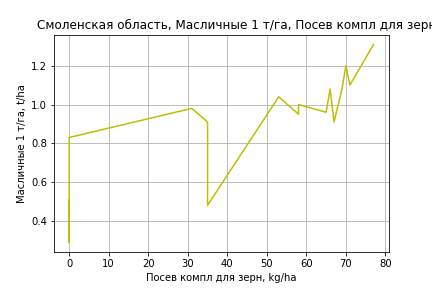 Смоленская область, Масличные 1 т/га, Посев компл для зерн
Масличные 1 т/га, t/ha
1.2
1.0
0.8
0.6
0.4
0 10 20 30 40 50 60 70 80
Посев компл для зерн, kg/ha